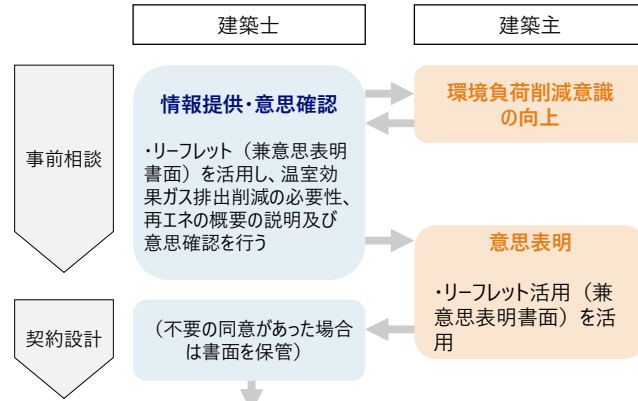 建築士
建築主
事前相談
情報提供・意思確認
・リーフレット（兼意思表明
書面）を活用し、温室効
果ガス排出削減の必要性、
再エネの概要の説明及び
意思確認を行う
環境負荷削減意識
の向上
意思表明
・リーフレット活用（兼
意思表明書面）を活
用
契約設計
（不要の同意があった場合
は書面を保管）